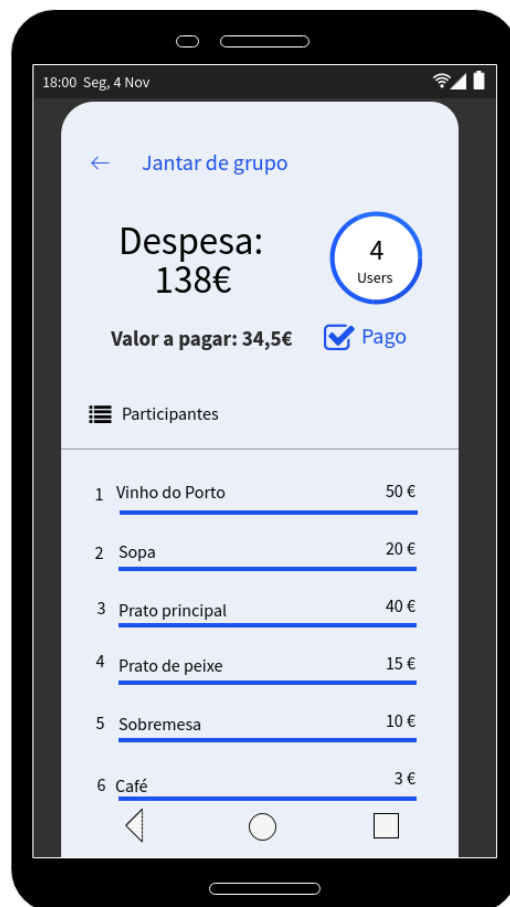 18:00 Seg, 4 Nov
Jantar de grupo
Despesa:
138€
4
Users
Valor a pagar: 34,5€
Pago
Participantes
1 Vinho do Porto 50 €
2 Sopa 20 €
3 Prato principal 40 €
4 Prato de peixe 15 €
5 Sobremesa 10 €
6 Café 3 €